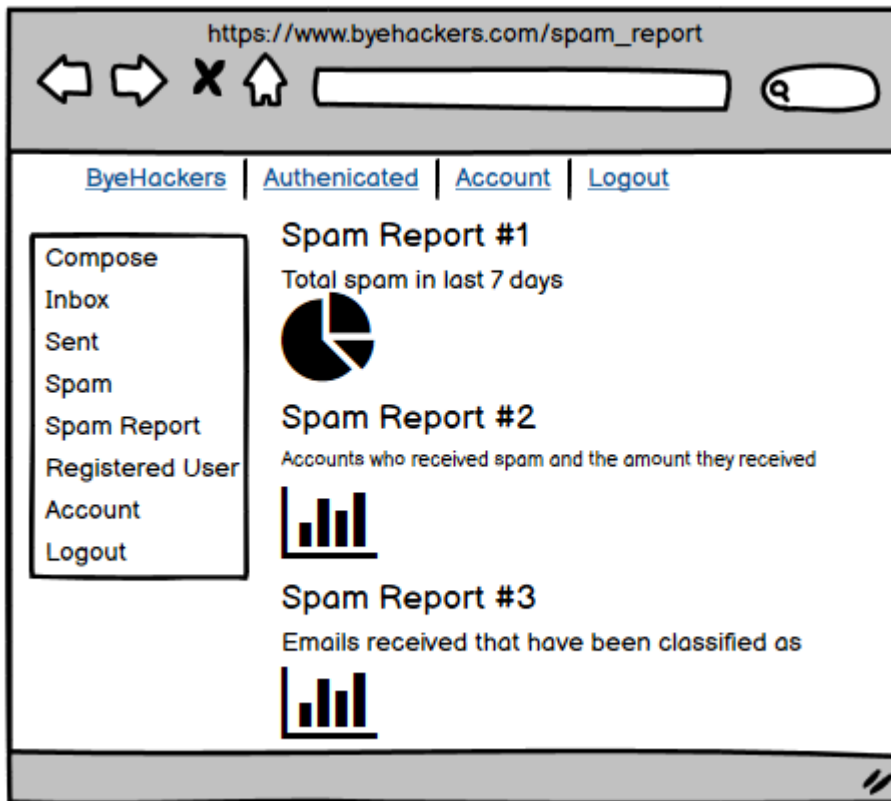 https://www.byehackers.com/spam_report
ByeHackers Authenicated Account Logout
Compose
Inbox
Sent
Spam
Spam Report
Registered User
Account
Logout
Spam Report #1
Total spam in last 7 days
Spam Report #2
Accounts who received spam and the amount they received
Spam Report #3
Emails received that have been classified as